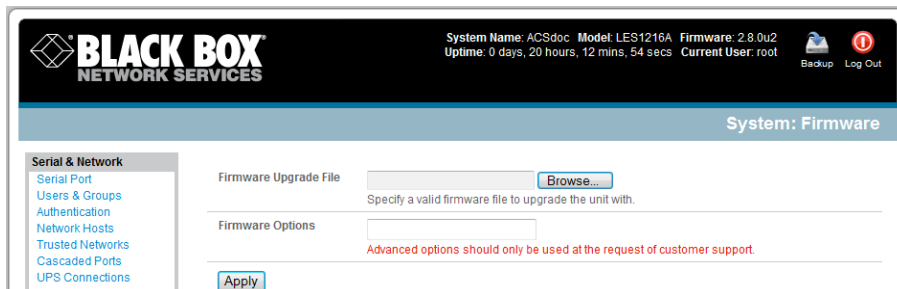 BLACK BOX
NETWORK SERVICES
System Name: ACSdoc Model: LES1216A Firmware: 2.8.0u2
Uptime: 0 days, 20 hours, 12 mins, 54 secs Current User: root
Backup
Log Out
System: Firmware
Serial & Network
Serial Port
Users & Groups
Authentication
Network Hosts
Trusted Networks
Cascaded Ports
UPS Connections
Firmware Upgrade File
Browse...
Specify a valid firmware file to upgrade the unit with.
Firmware Options
Advanced options should only be used at the request of customer support.
Apply